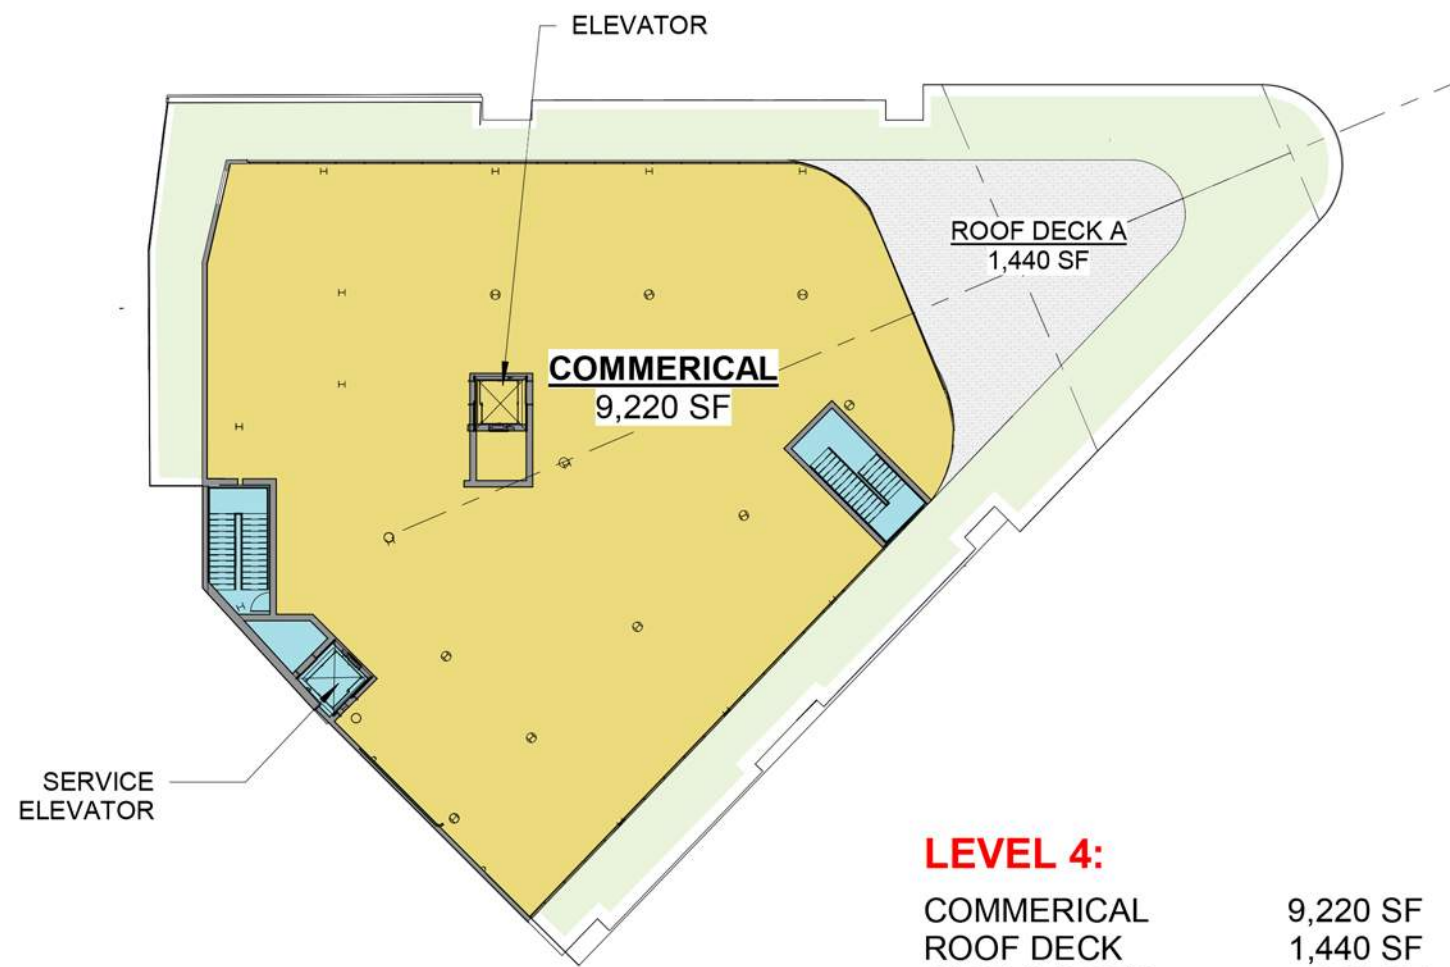 ELEVATOR
ROOF DECK A
1,440 SF
COMMERICAL
9,220 SF
SERVICE
ELEVATOR
LEVEL 4:
COMMERICAL 9,220 SF
ROOF DECK 1,440 SF